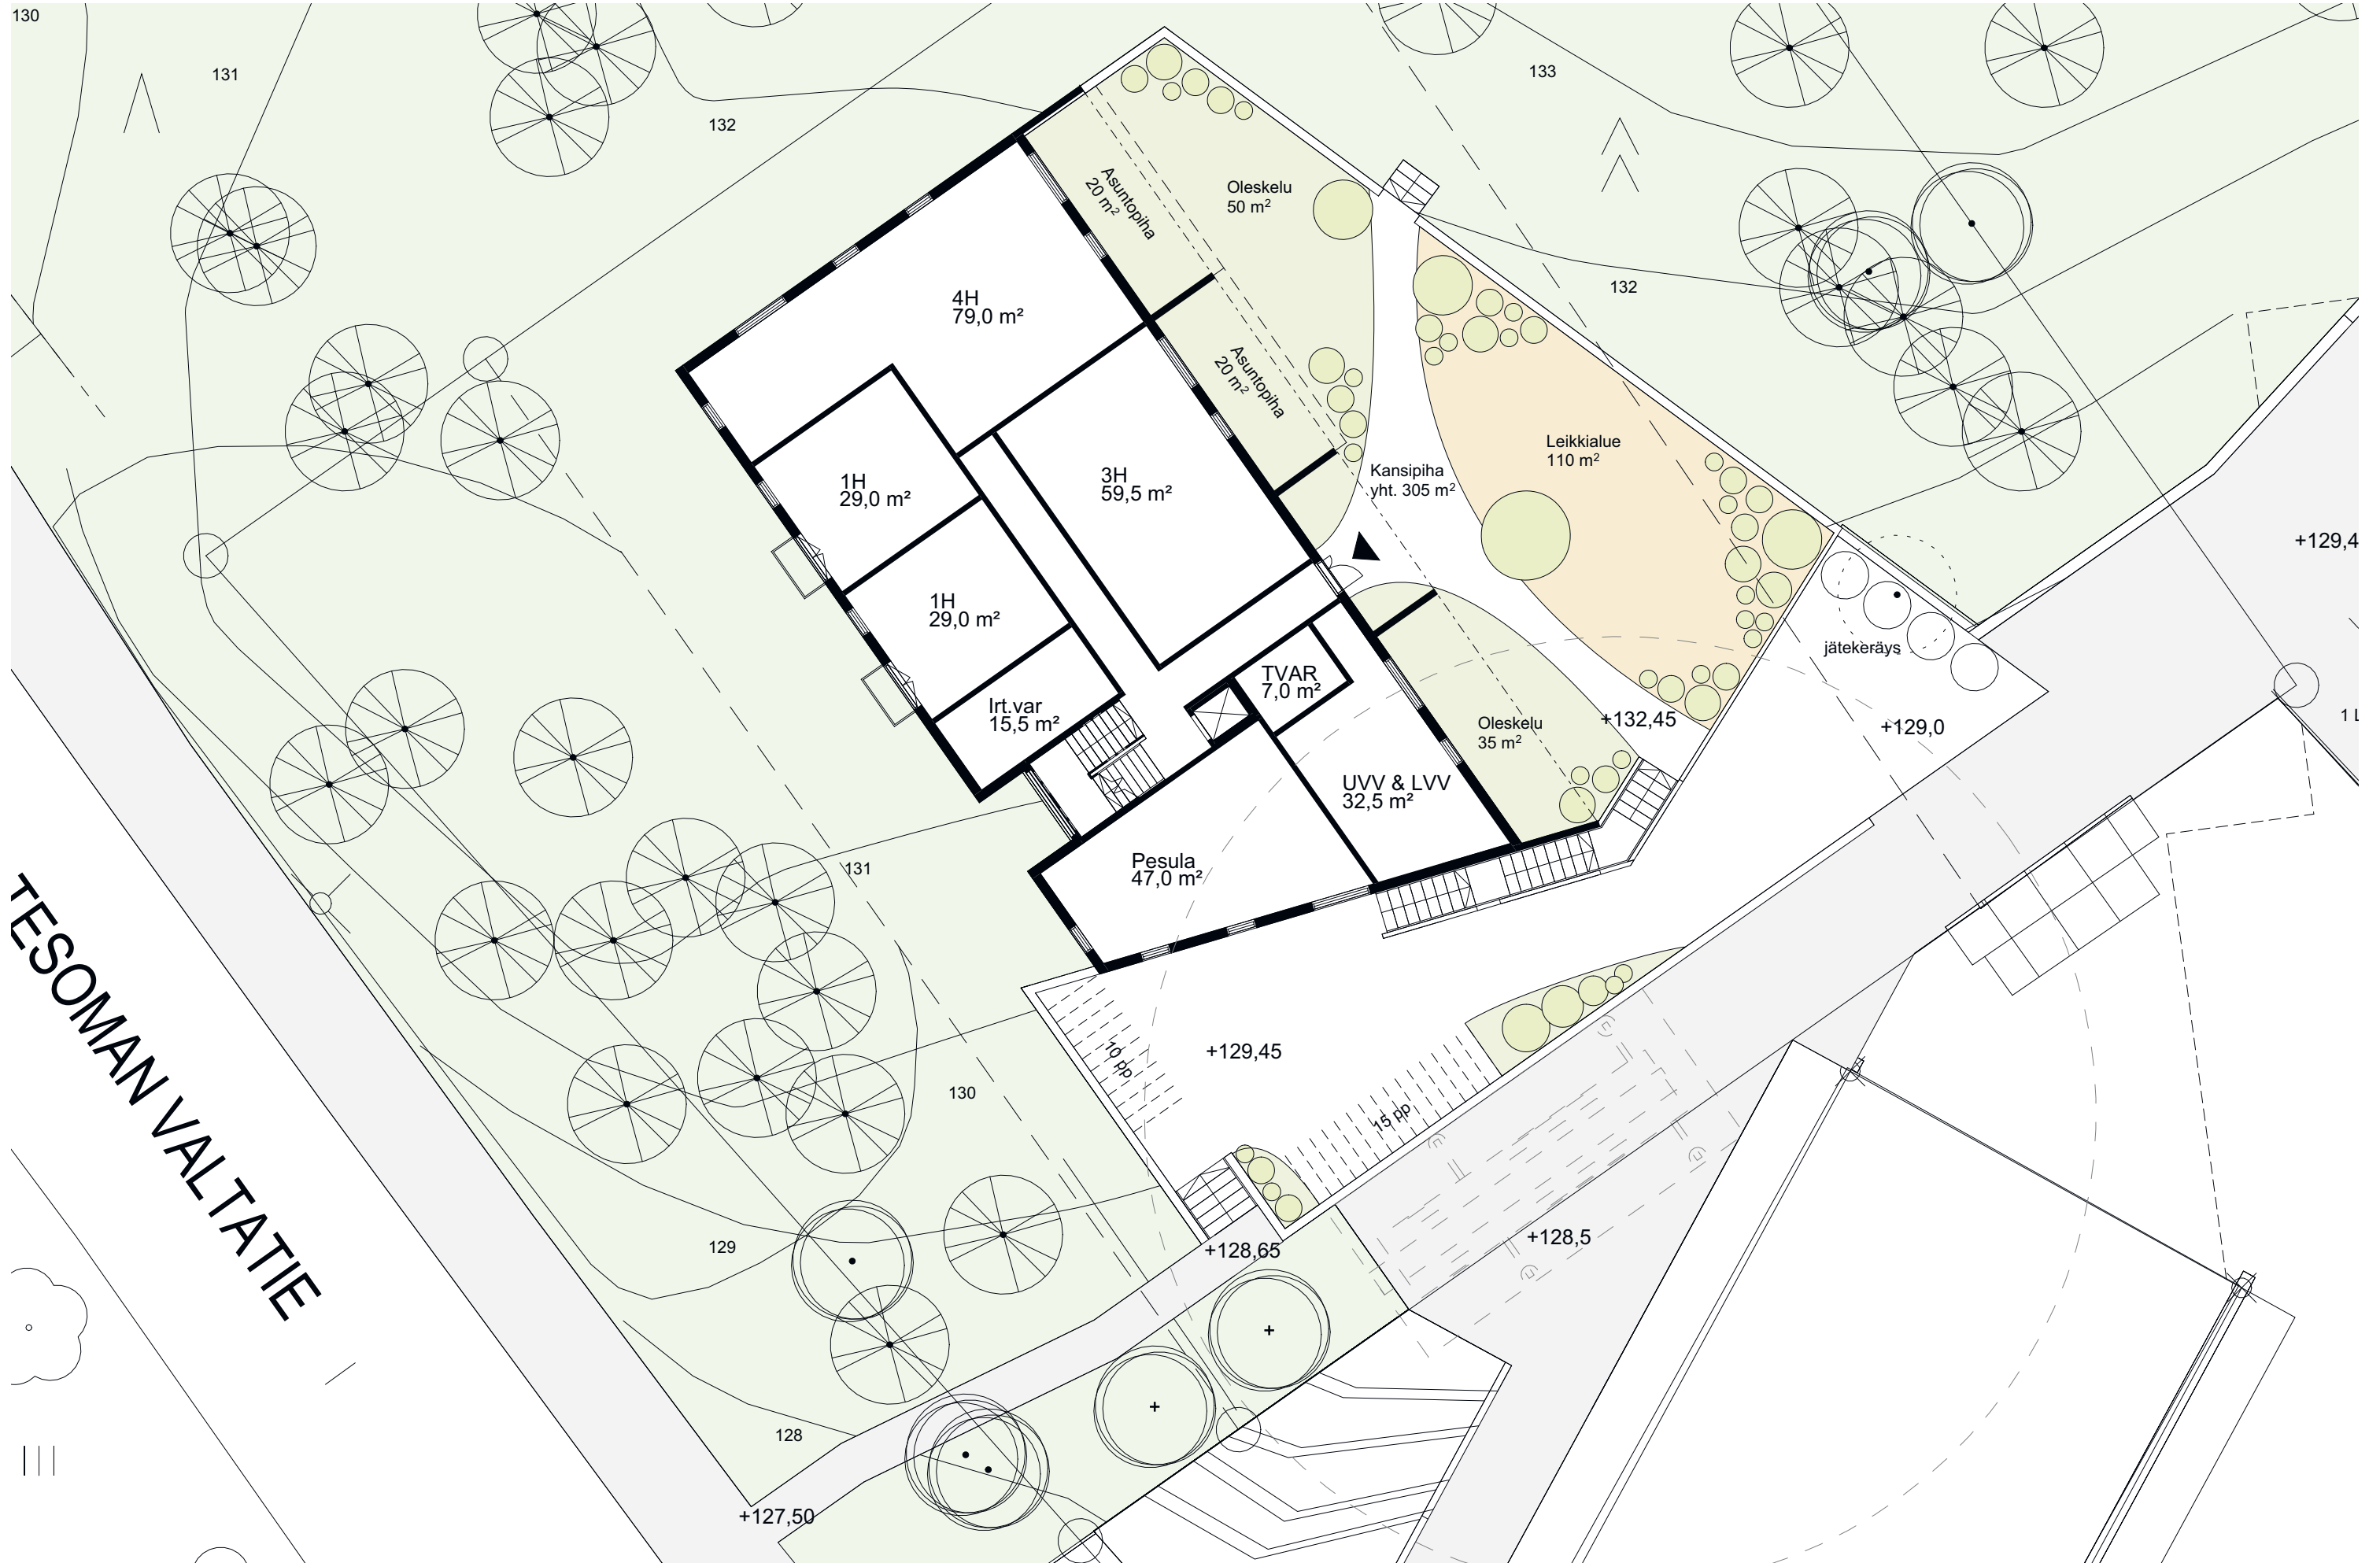 130
131
132
133
Asuntopiha
20 m²
Oleskelu
50 m²
132
4H
79,0 m²
Asuntopiha
20 m²
Leikkialue
110 m²
Kansipiha
yht. 305 m²
3H
59,5 m²
1H
29,0 m²
+129,4
1H
29,0 m²
jätekeräys
TVAR
7,0 m²
Irt.var
15,5 m²
Oleskelu
35 m²
+132,45
+129,0
1 L
UVV & LVV
32,5 m²
Pesula
47,0 m²
131
TESOMAN VALTATIE
10 pp
+129,45
130
15 pp
129
+128,65
+128,5
128
+127,50